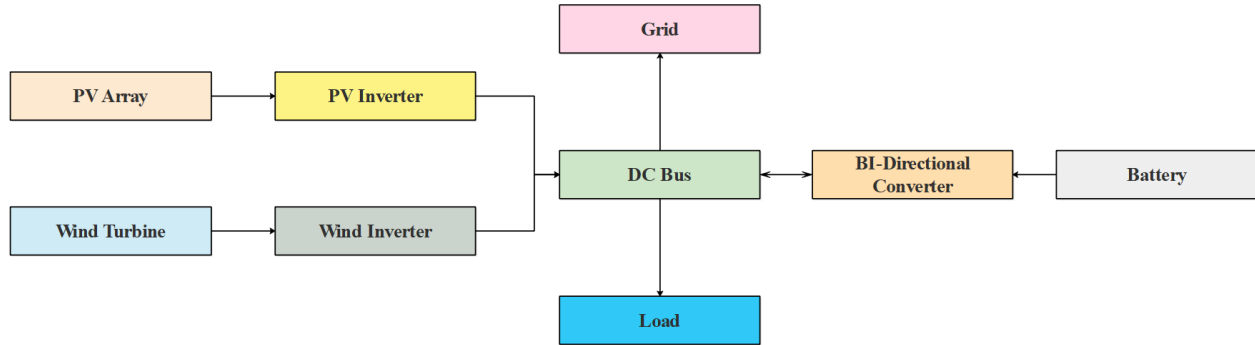 Grid
PV Array
PV Inverter
DC Bus
BI-Directional
Converter
Battery
Wind Turbine
Wind Inverter
Load